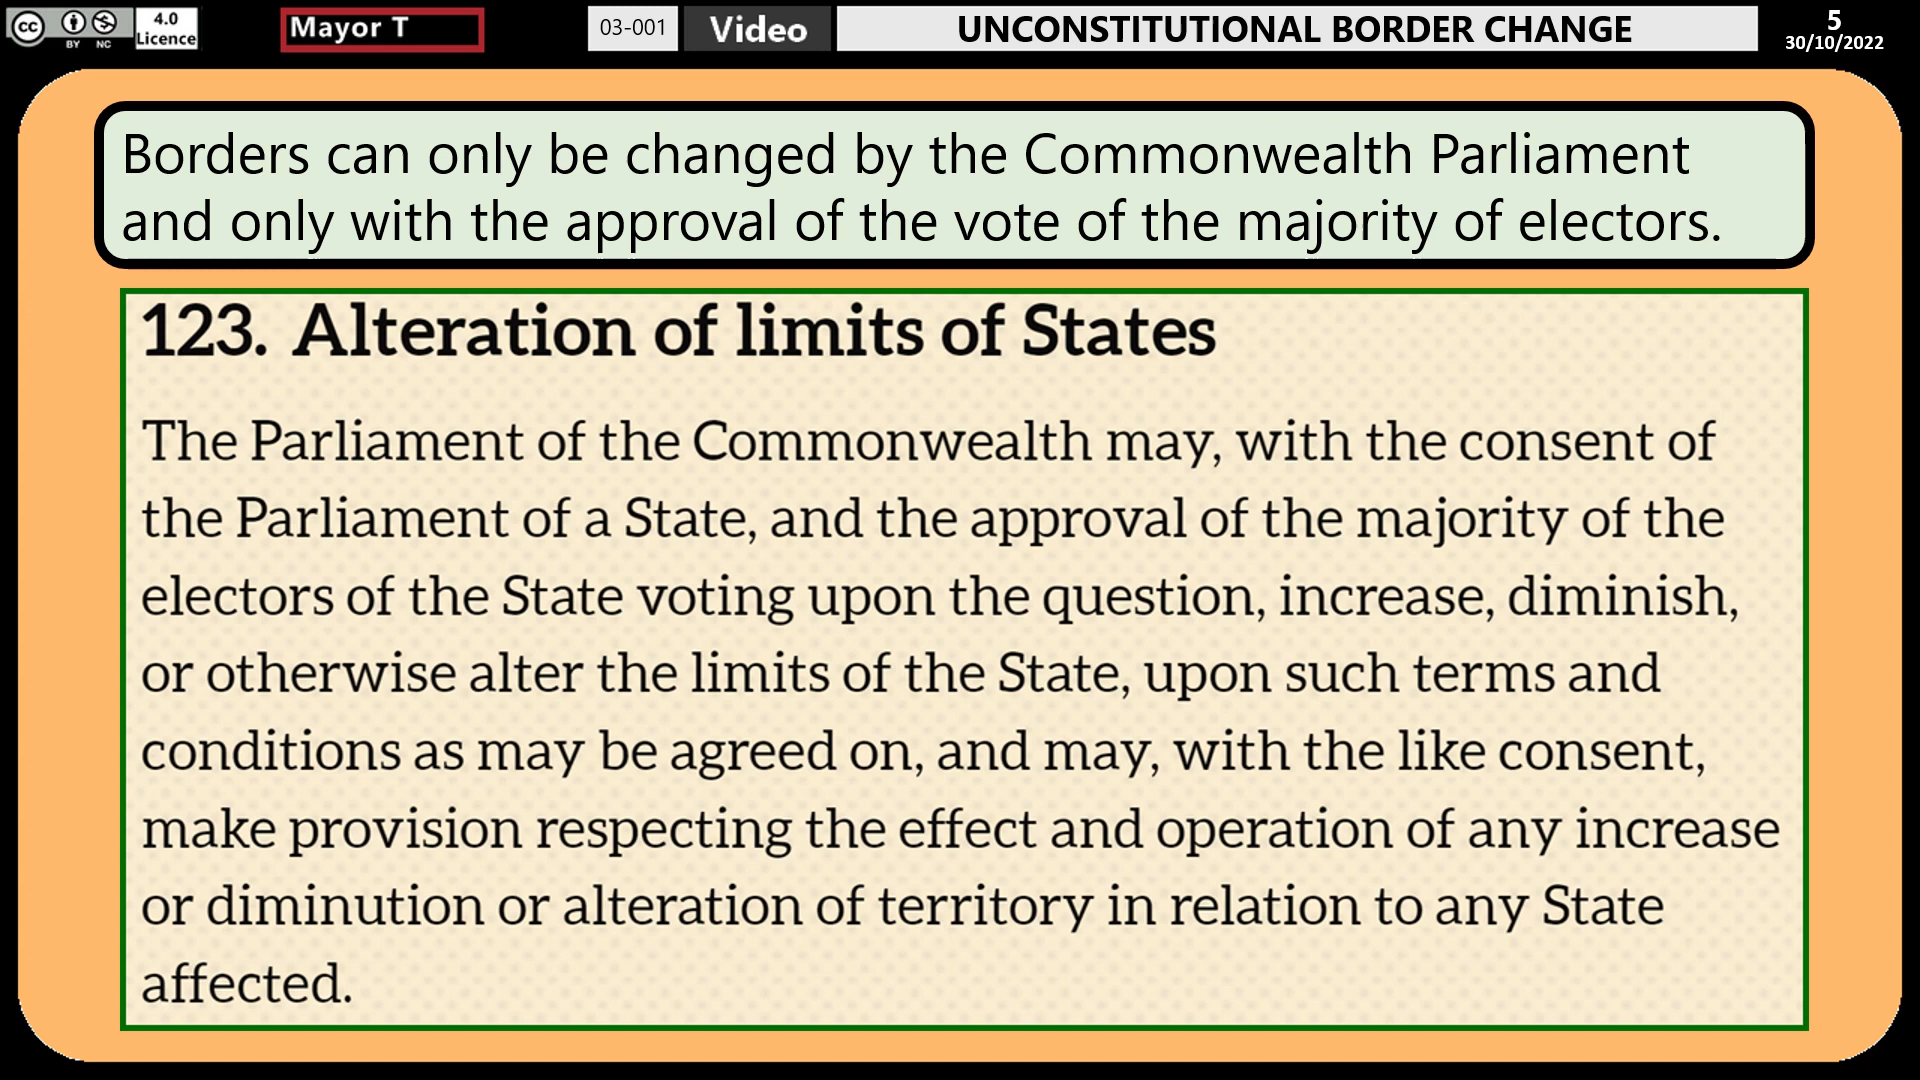 cc BY NC
4.0
Licence
Mayor T
03-001
Video
UNCONSTITUTIONAL BORDER CHANGE
5
30/10/2022
Borders can only be changed by the Commonwealth Parliament
and only with the approval of the vote of the majority of electors.
123. Alteration of limits of States
The Parliament of the Commonwealth may, with the consent of
the Parliament of a State, and the approval of the majority of the
electors of the State voting upon the question, increase, diminish,
or otherwise alter the limits of the State, upon such terms and
conditions as may be agreed on, and may, with the like consent,
make provision respecting the effect and operation of any increase
or diminution or alteration of territory in relation to any State
affected.